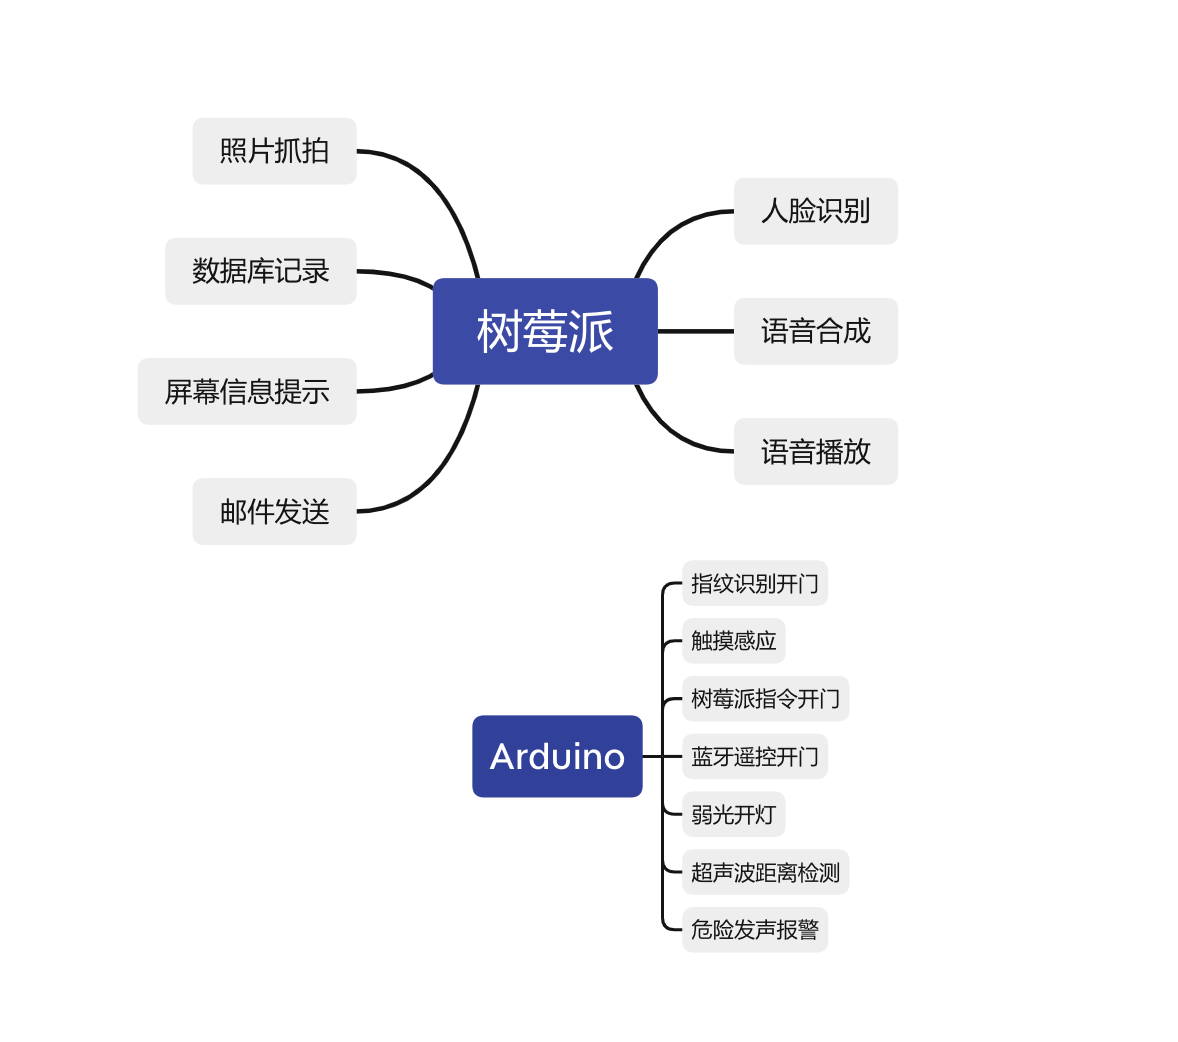 照片抓拍
数据库记录
屏幕信息提示
邮件发送
树莓派
人脸识别
语音合成
语音播放
Arduino
指纹识别开门
触摸感应
树莓派指令开门
蓝牙遥控开门
弱光开灯
超声波距离检测
危险发声报警